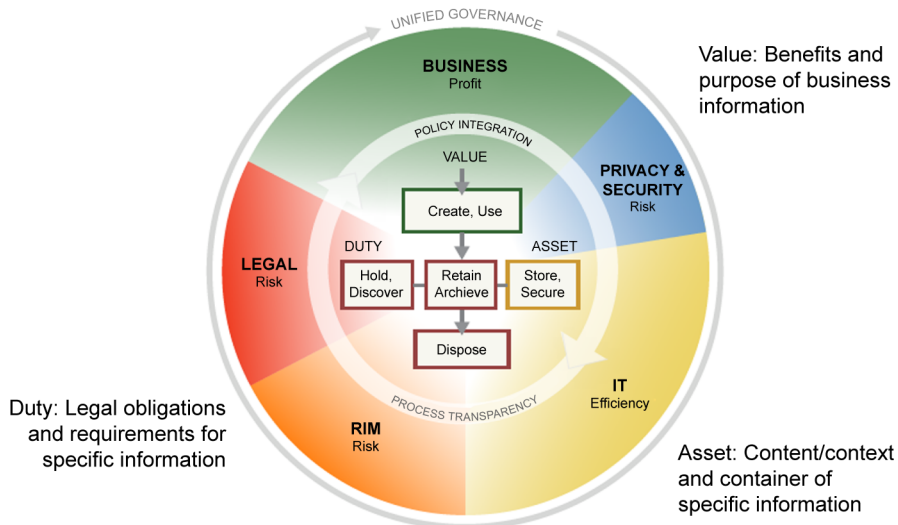 UNIFIED GOVERNANCE
BUSINESS
Profit
Value: Benefits and
purpose of business
information
POLICY INTEGRATION
VALUE
PRIVACY &
SECURITY
Risk
Create, Use
DUTY
ASSET
LEGAL
Risk
Hold,
Discover
Retain
Archieve
Store,
Secure
Dispose
IT
Efficiency
PROCESS TRANSPARENCY
RIM
Risk
Duty: Legal obligations
and requirements for
specific information
Asset: Content/context
and container of
specific information